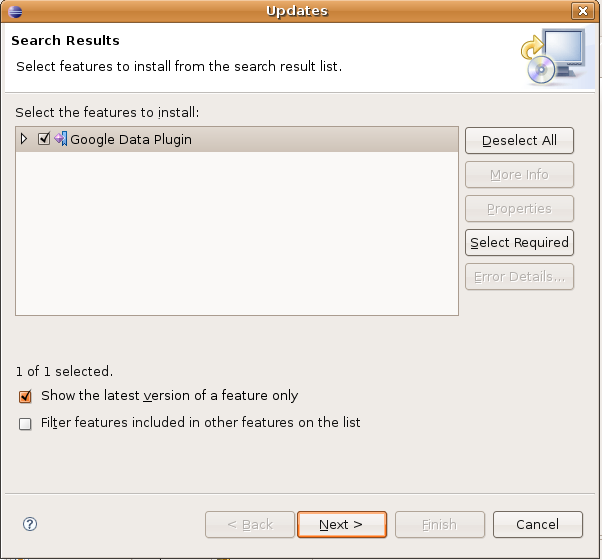 Updates
Search Results
Select features to install from the search result list.
Select the features to install:
Google Data Plugin
Deselect All
More Info
Properties
Select Required
Error Details...
1 of 1 selected.
Show the latest version of a feature only
Filter features included in other features on the list
?
< Back
Next >
Finish
Cancel